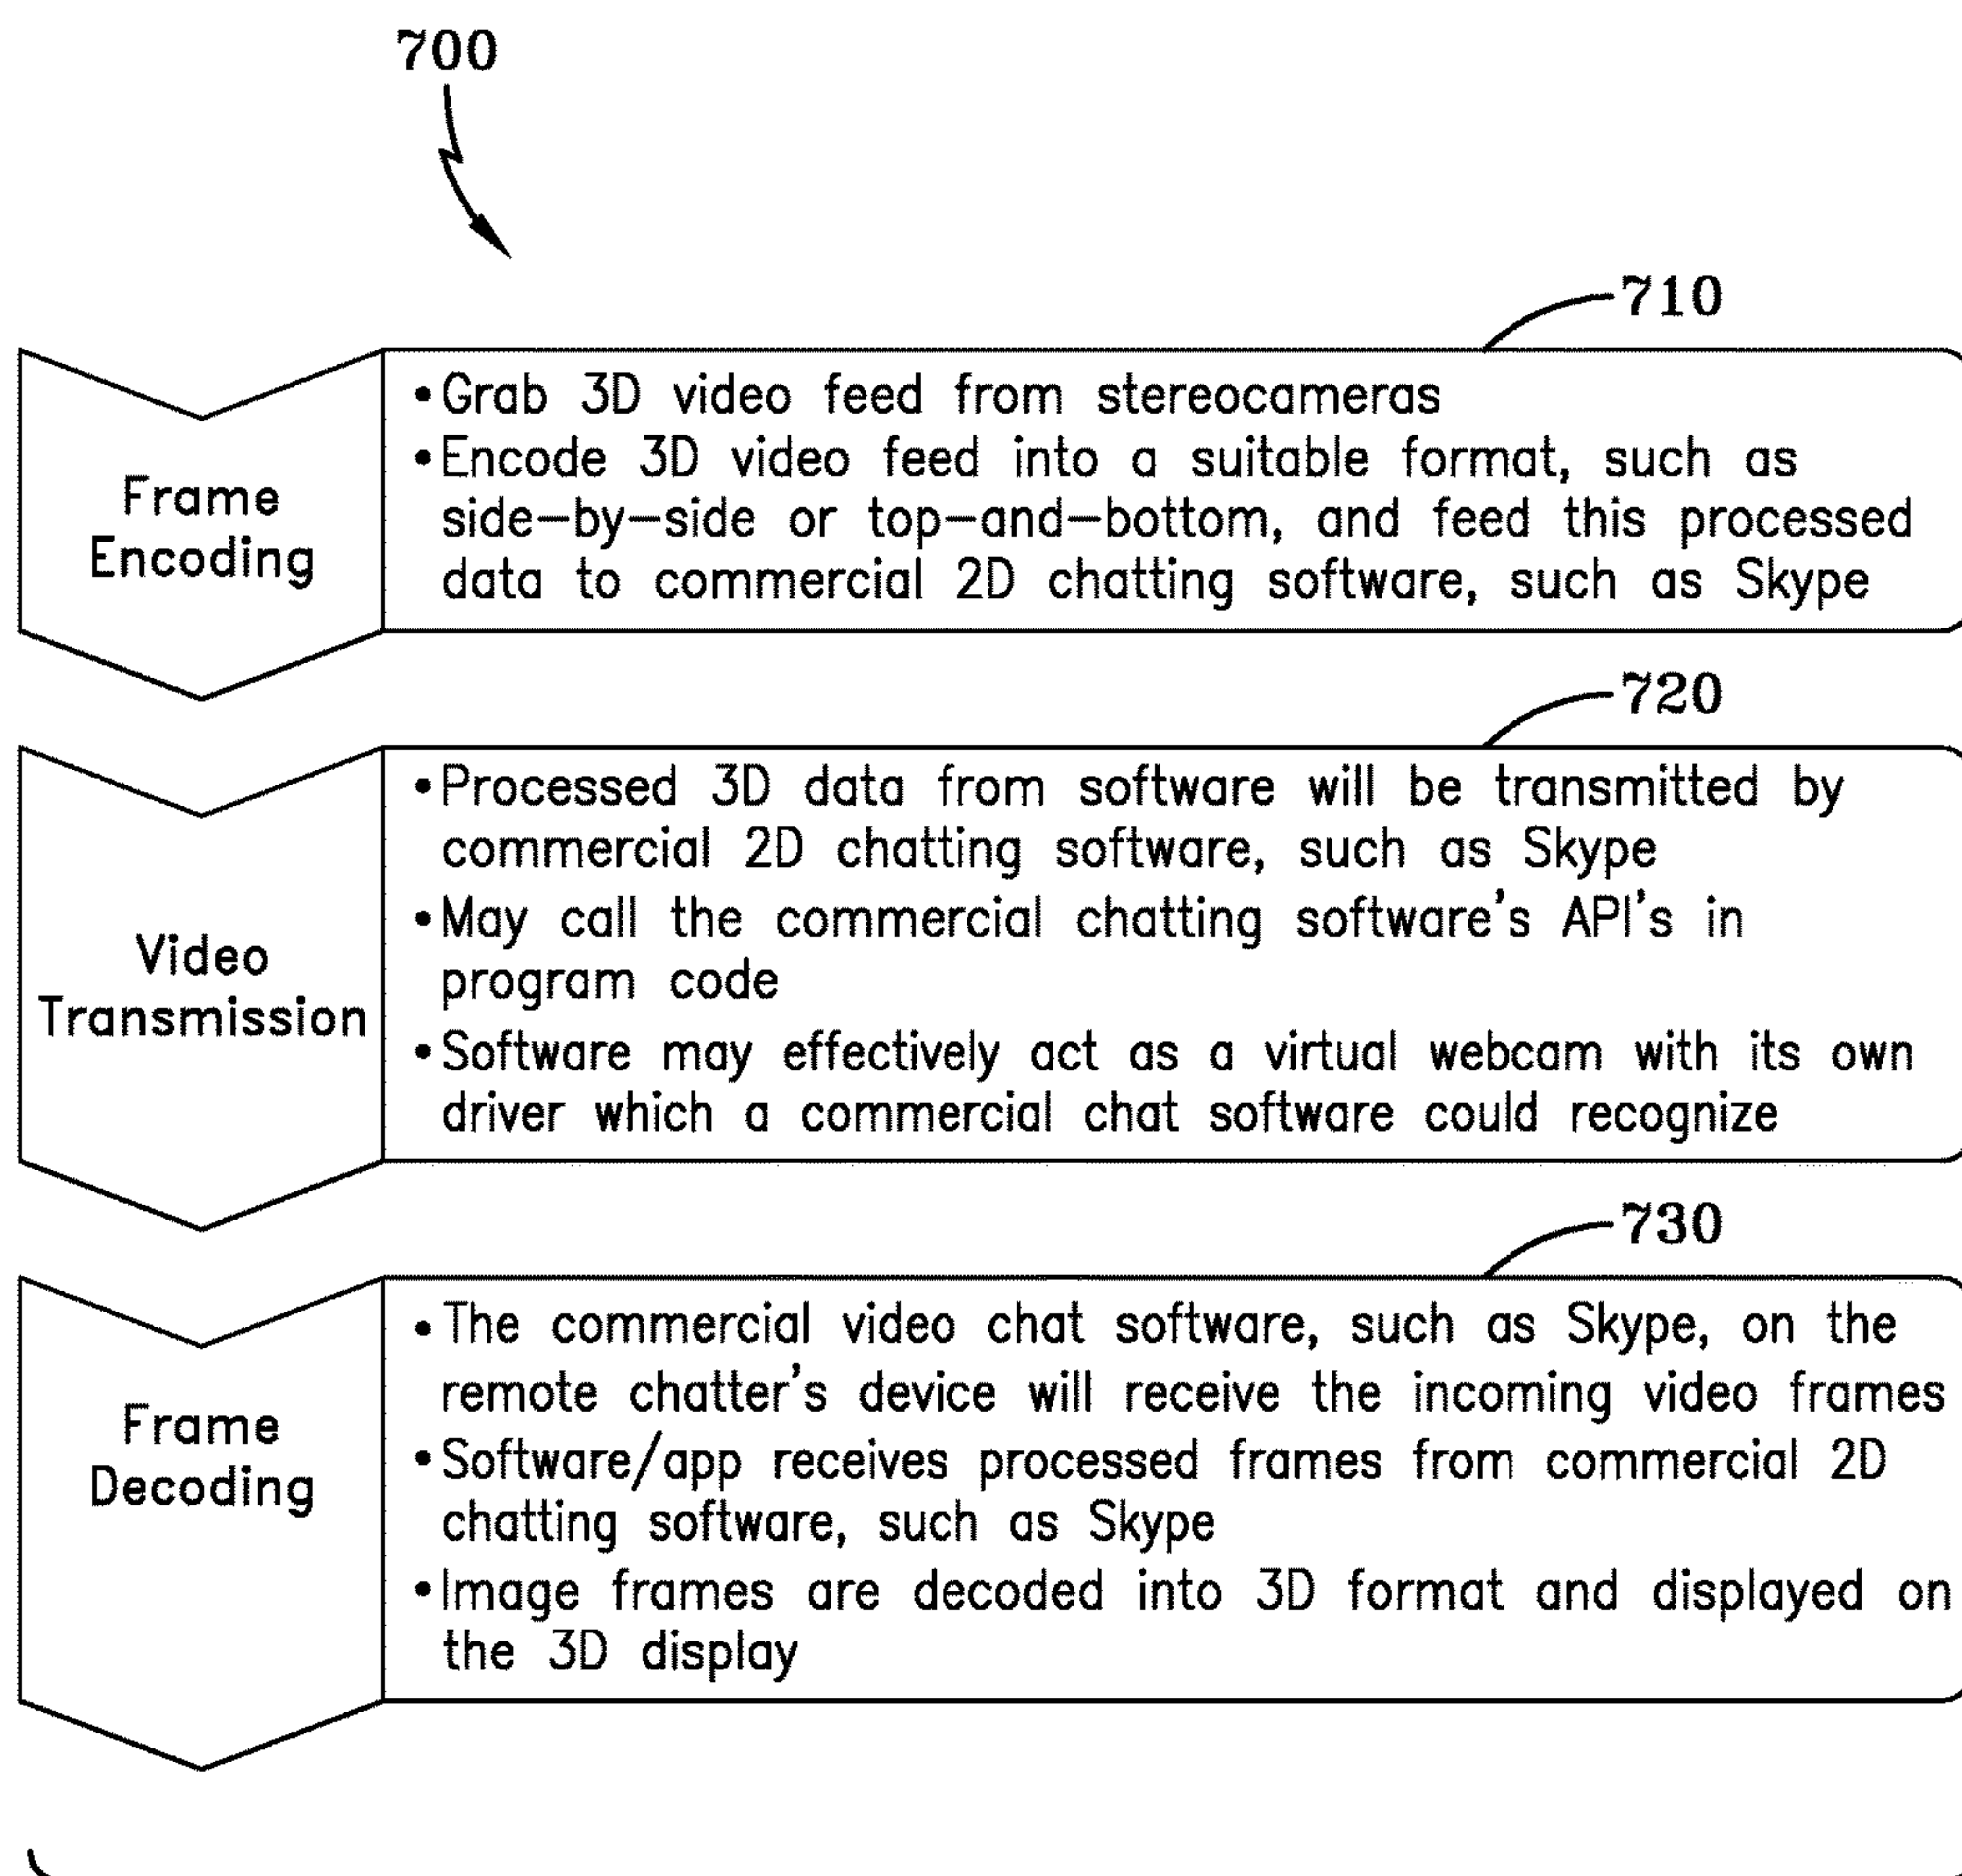 700
710
Frame
Encoding
•Grab 3D video feed from stereocameras
•Encode 3D video feed into a suitable format, such as
side-by-side or top-and-bottom, and feed this processed
data to commercial 2D chatting software, such as Skype
720
Video
Transmission
•Processed 3D data from software will be transmitted by
commercial 2D chatting software, such as Skype
•May call the commercial chatting software's API's in
program code
•Software may effectively act as a virtual webcam with its own
driver which a commercial chat software could recognize
730
Frame
Decoding
•The commercial video chat software, such as Skype, on the
remote chatter's device will receive the incoming video frames
•Software/app receives processed frames from commercial 2D
chatting software, such as Skype
•Image frames are decoded into 3D format and displayed on
the 3D display